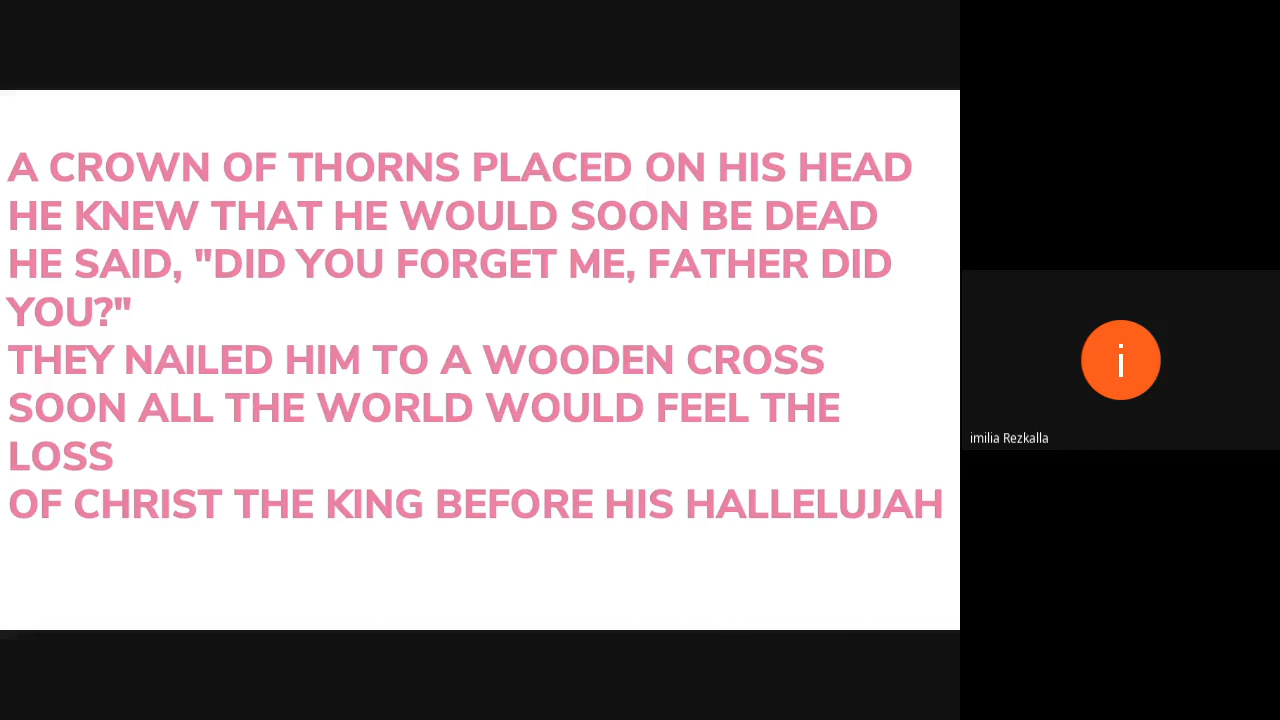 A CROWN OF THORNS PLACED ON HIS HEAD
HE KNEW THAT HE WOULD SOON BE DEAD
HE SAID, "DID YOU FORGET ME, FATHER DID
YOU?"
THEY NAILED HIM TO A WOODEN CROSS
SOON ALL THE WORLD WOULD FEEL THE
LOSS
OF CHRIST THE KING BEFORE HIS HALLELUJAH
i
imilia Rezkalla